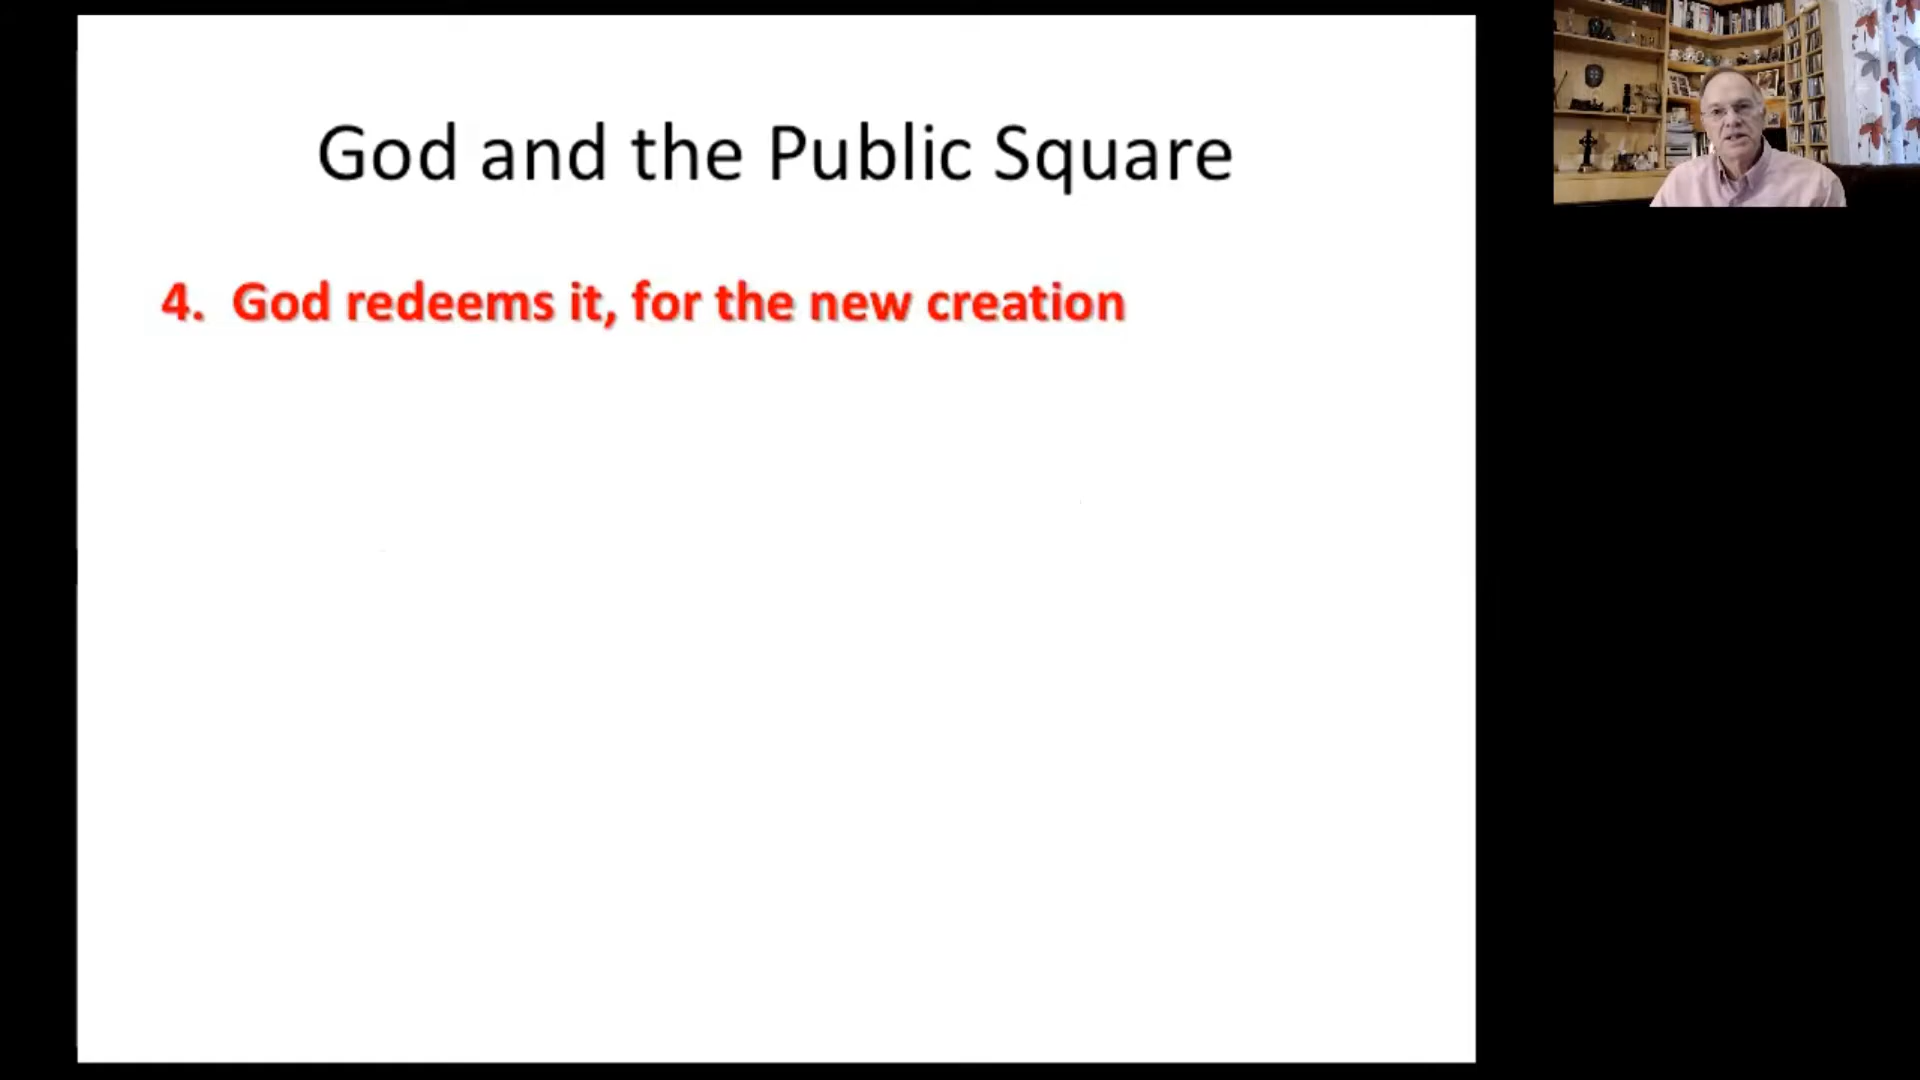 God and the Public Square
4. God redeems it, for the new creation